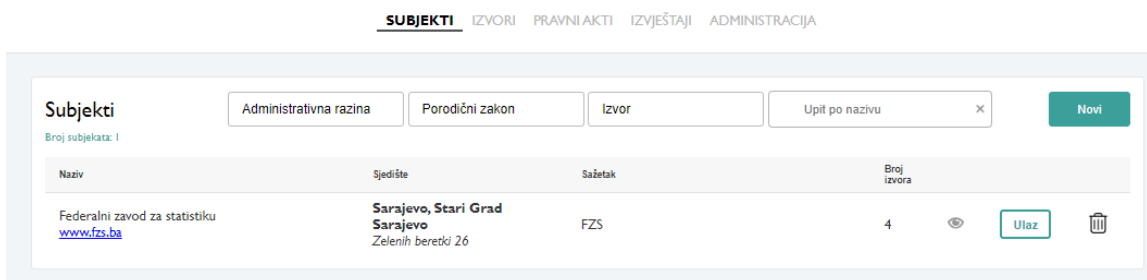 SUBJEKTI IZVORI PRAVNI AKTI IZVJEŠTAJI ADMINISTRACIJA
Subjekti
Administrativna razina
Porodični zakon
Izvor
Upit po nazivu ×
Novi
Broj subjekata: 1
Naziv
Sjedište
Sažetak
Broj
izvora
Federalni zavod za statistiku
www.fzs.ba
Sarajevo, Stari Grad
Sarajevo
Zelenih beretki 26
FZS
4
Ulaz